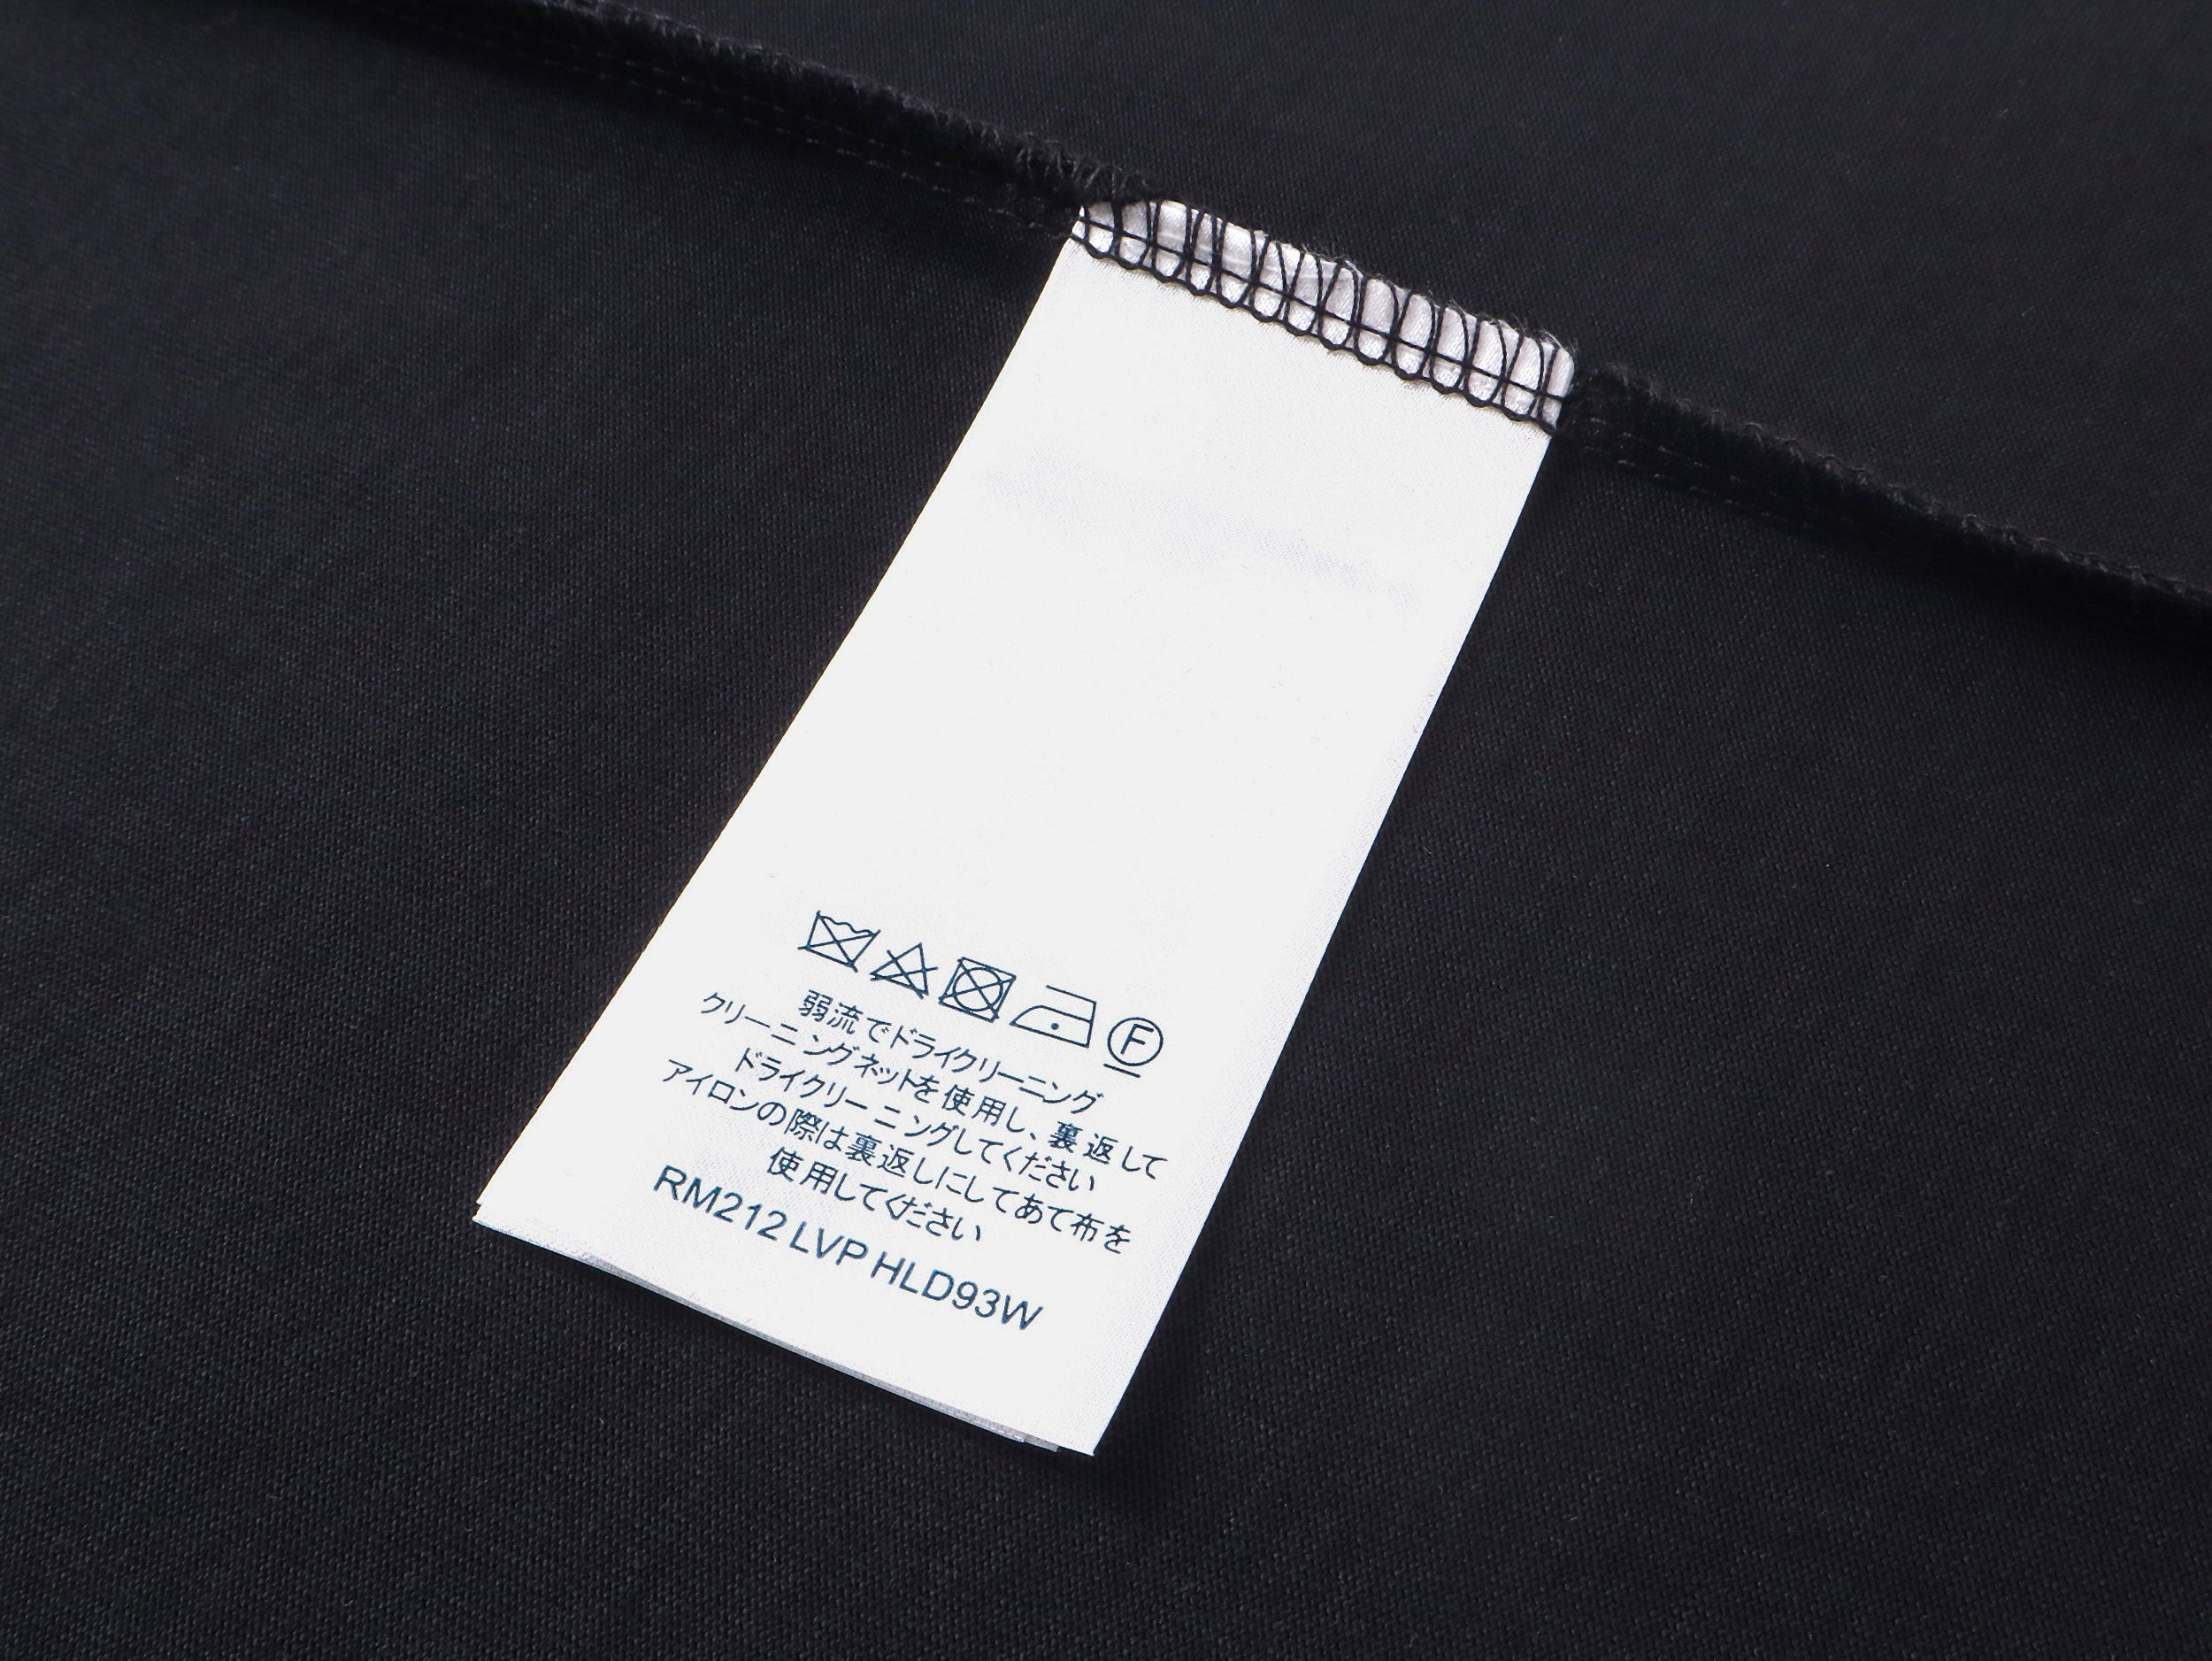 F
弱流でドライクリーニング
クリーニングネットを使用し、裏返して
ドライクリーニングしてください
アイロンの際は裏返しにしてあて布を
使用してください
RM212 LVP HLD93W